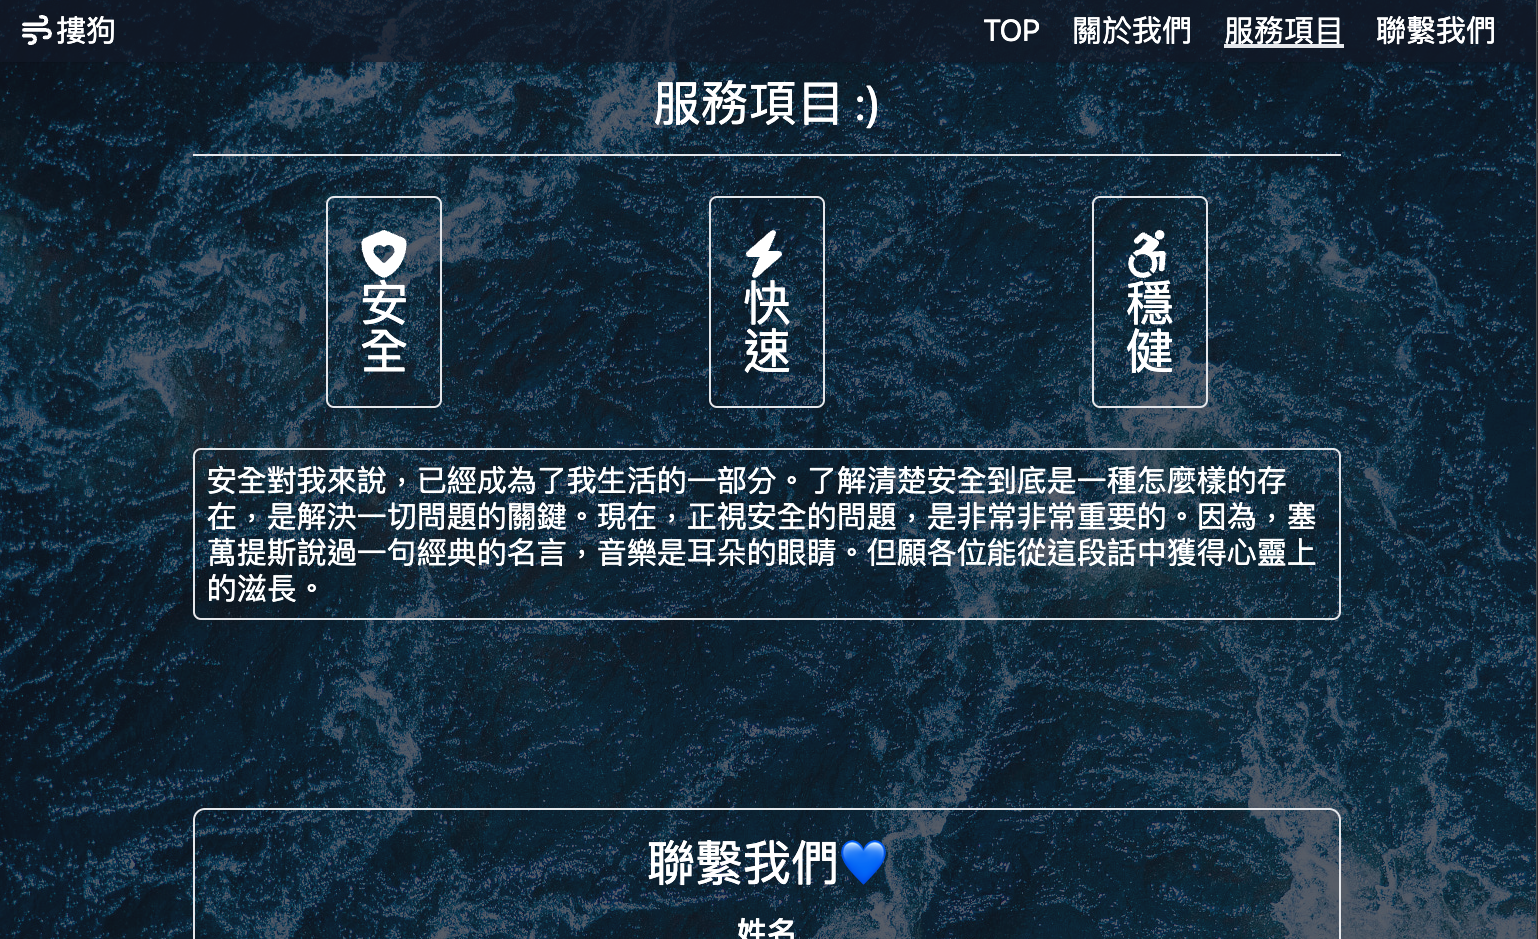 摟狗
TOP 關於我們 服務項目 聯繫我們
服務項目 :)
安全
快速
穩健
安全對我來說，已經成為了我生活的一部分。了解清楚安全到底是一種怎麼樣的存
在，是解決一切問題的關鍵。現在，正視安全的問題，是非常非常重要的。因為，塞
萬提斯說過一句經典的名言，音樂是耳朵的眼睛。但願各位能從這段話中獲得心靈上
的滋長。
聯繫我們💙
姓名